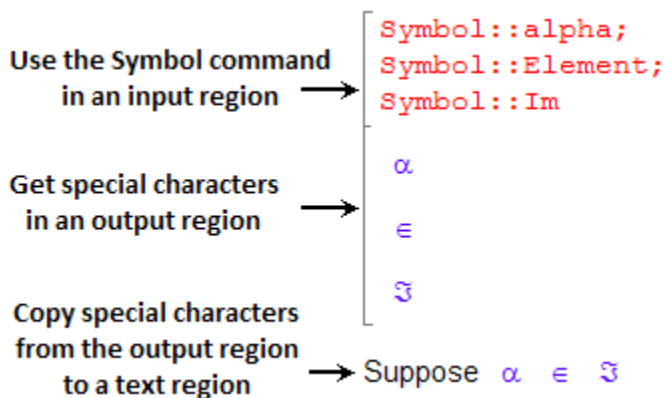 Use the Symbol command
in an input region
Symbol::alpha;
Symbol::Element;
Symbol::Im
Get special characters
in an output region
α
∈
ℑ
Copy special characters
from the output region
to a text region
Suppose α ∈ ℑ